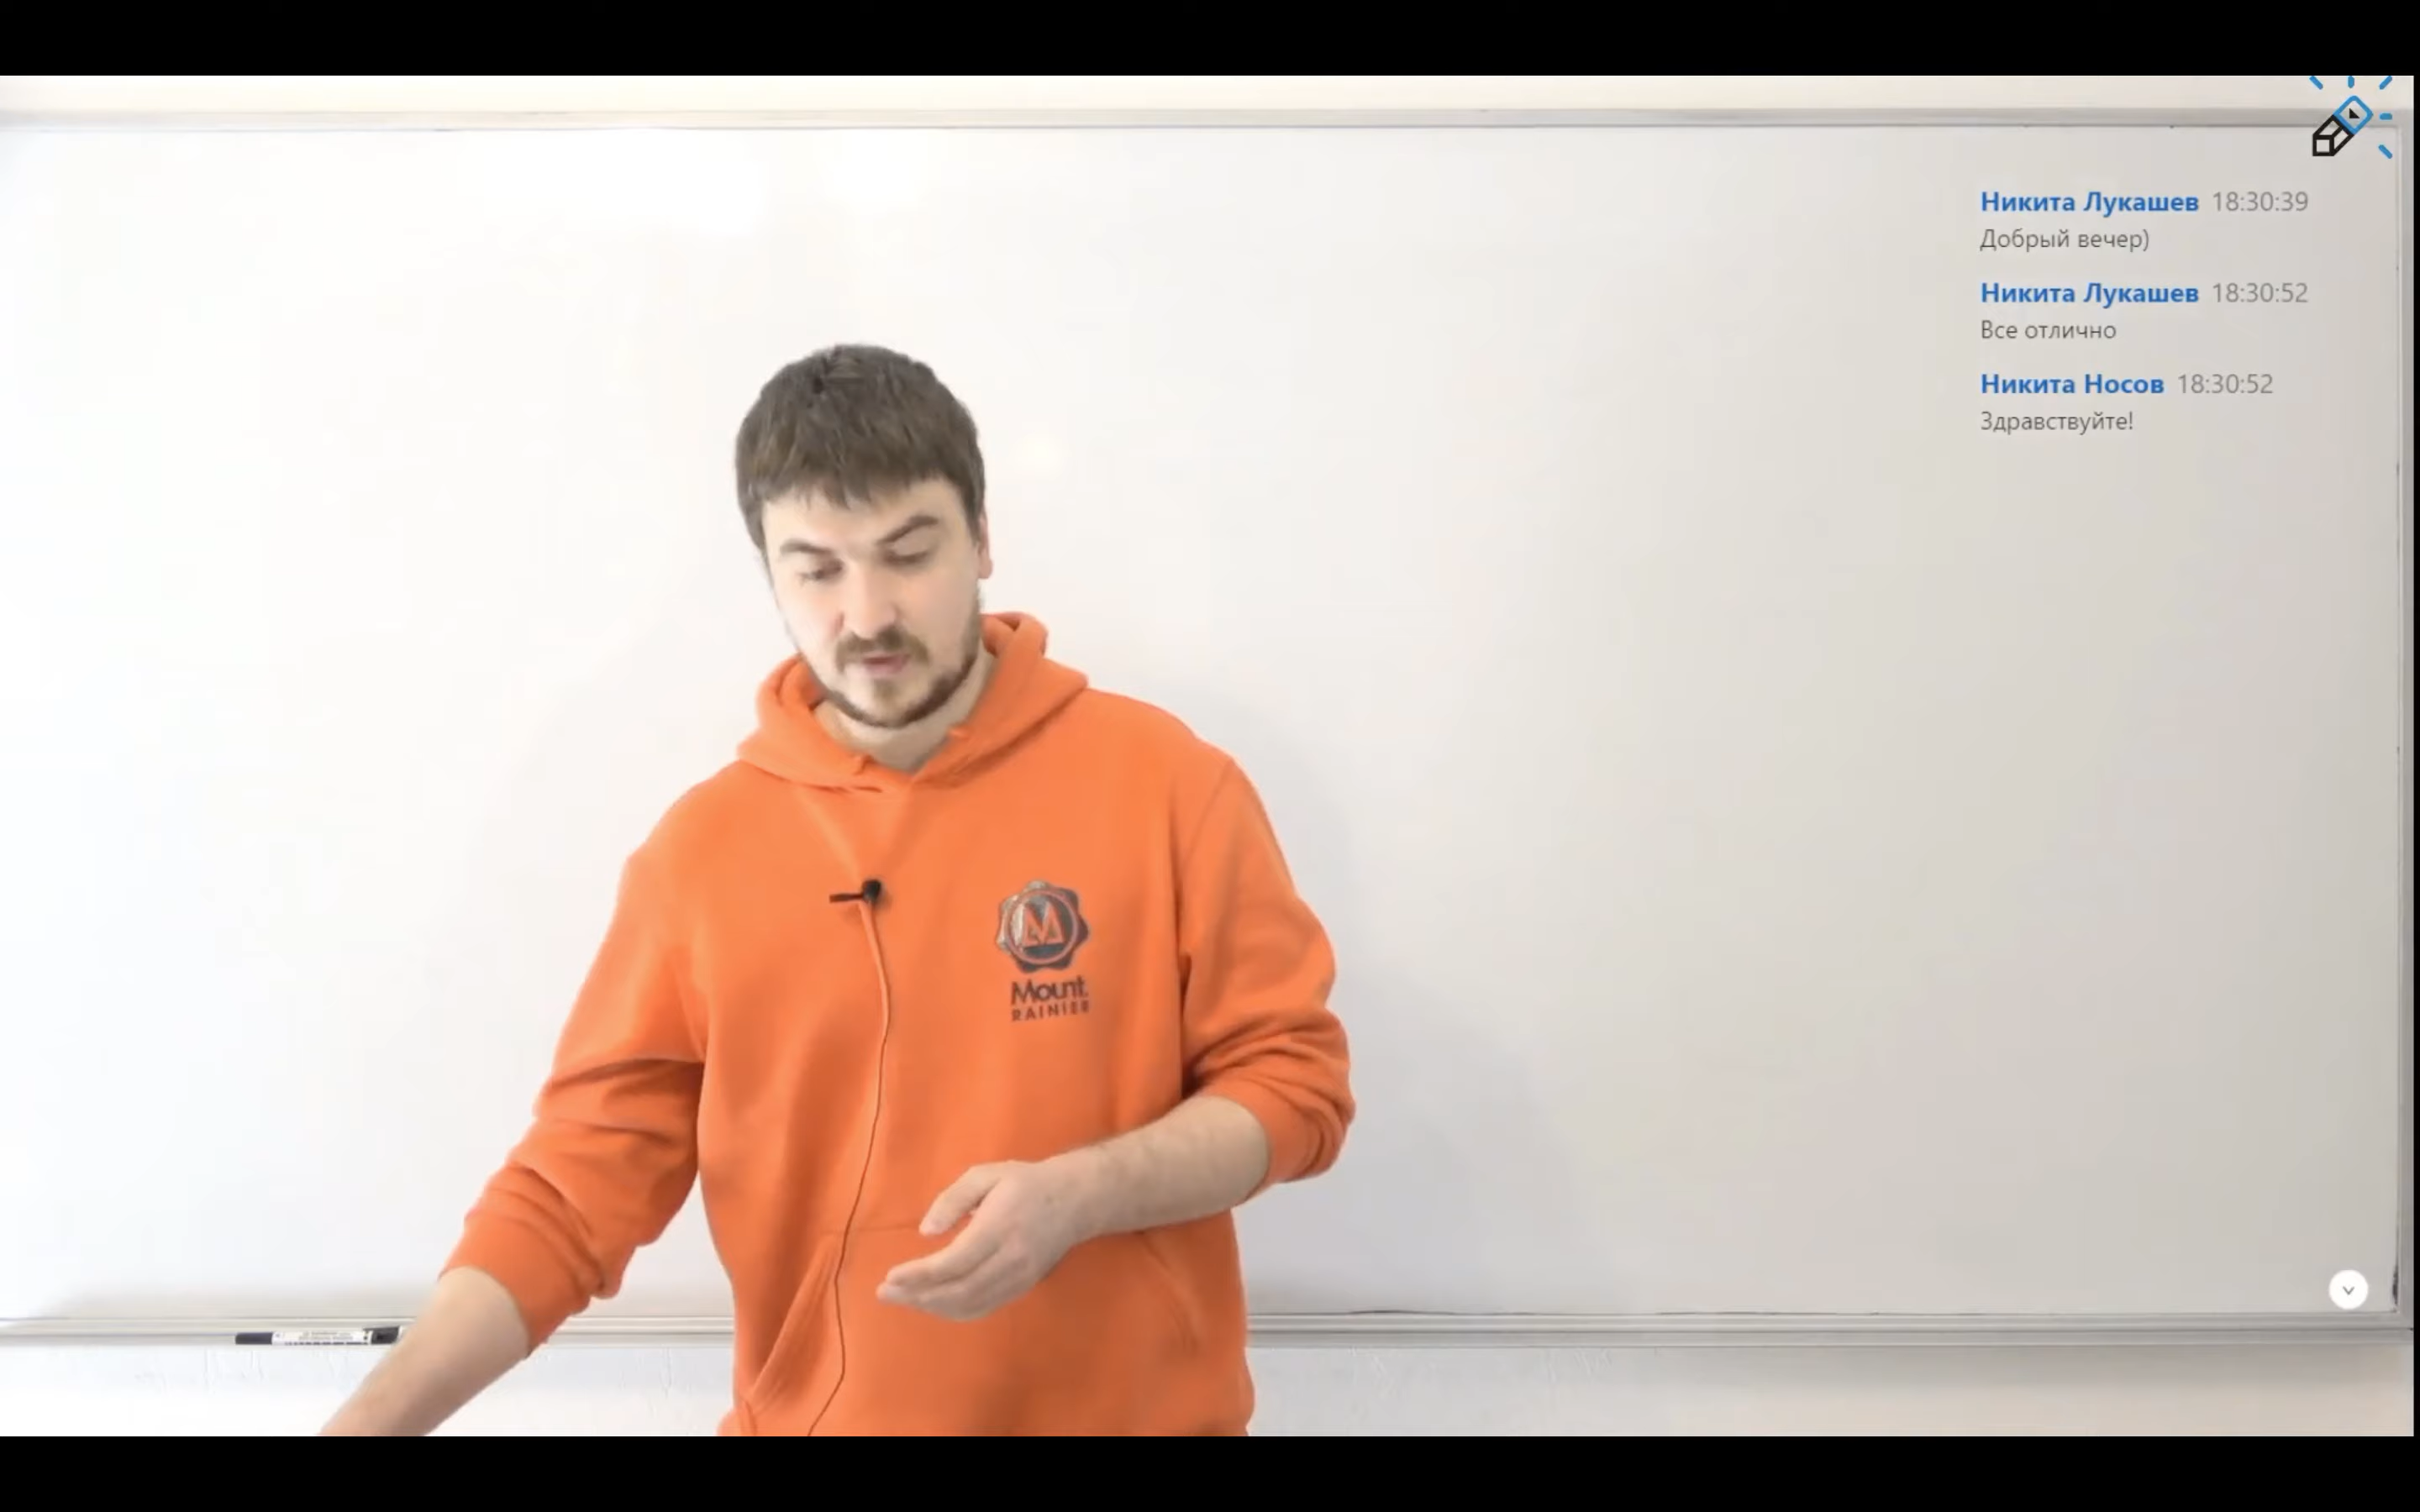 Никита Лукашев 18:30:39
Добрый вечер)
Никита Лукашев 18:30:52
Все отлично
Никита Носов 18:30:52
Здравствуйте!
M
Mount
RAINIER